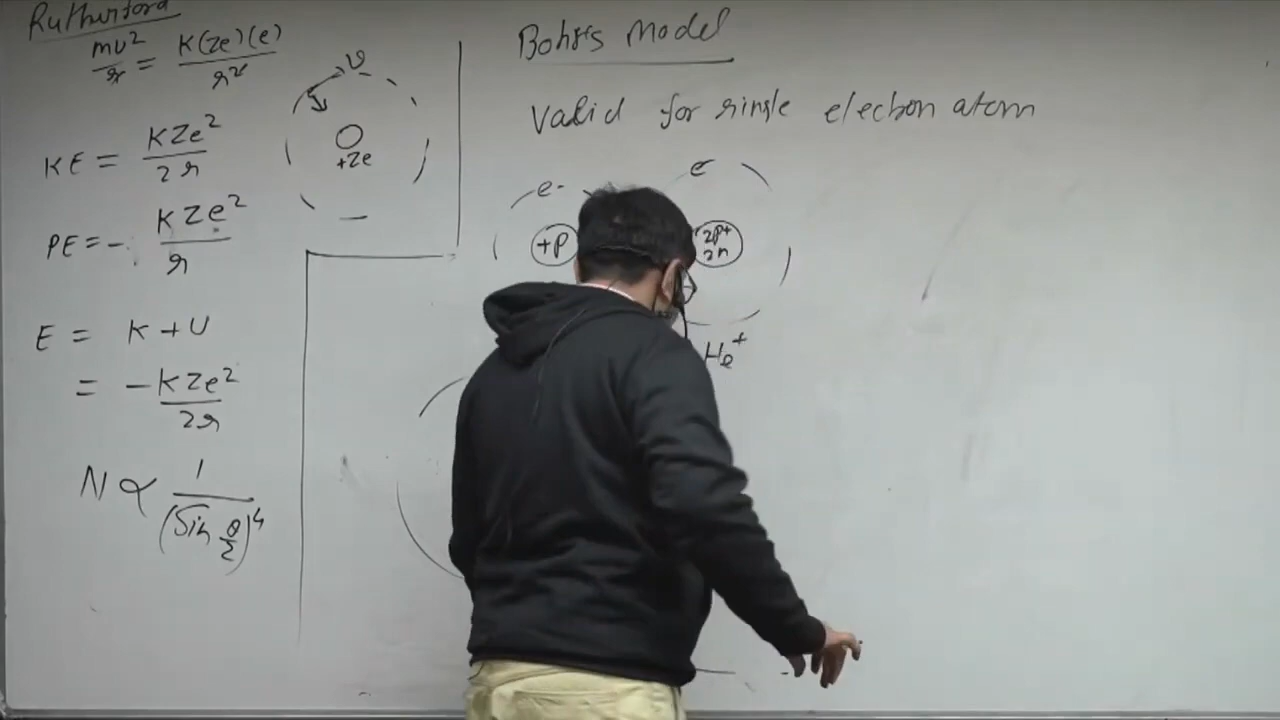 Rutherford
mv²/r = K(Ze)(e)/r²
v
+Ze
KE = KZe²/2r
PE = - KZe²/r
E = K + U
= -KZe²/2r
N ∝ 1/(Sin θ/2)⁴
Bohr's Model
Valid for single electron atom
e-
e-
+P
2P+
2n
He+